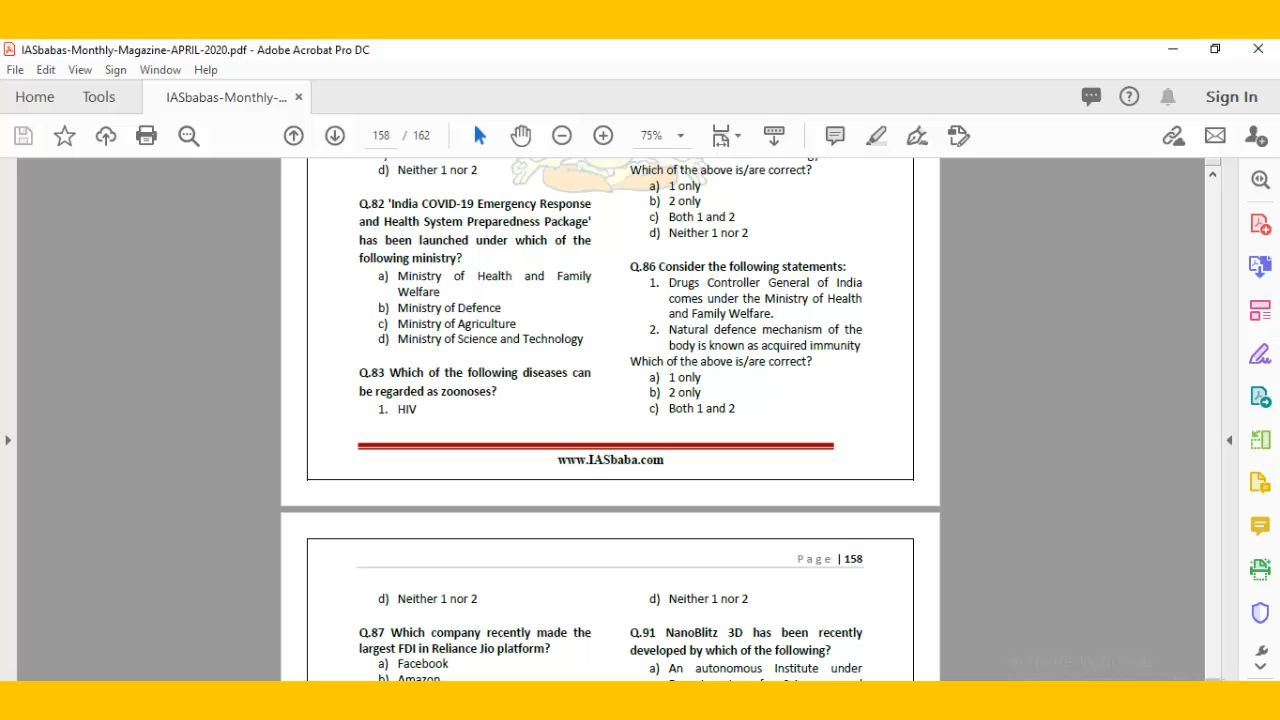 IASbabas-Monthly-Magazine-APRIL-2020.pdf - Adobe Acrobat Pro DC
File Edit View Sign Window Help
Home Tools IASbabas-Monthly-... × Sign In
158 / 162 75%
d) Neither 1 nor 2
Q.82 'India COVID-19 Emergency Response
and Health System Preparedness Package'
has been launched under which of the
following ministry?
a) Ministry of Health and Family
Welfare
b) Ministry of Defence
c) Ministry of Agriculture
d) Ministry of Science and Technology
Q.83 Which of the following diseases can
be regarded as zoonoses?
1. HIV
Which of the above is/are correct?
a) 1 only
b) 2 only
c) Both 1 and 2
d) Neither 1 nor 2
Q.86 Consider the following statements:
1. Drugs Controller General of India
comes under the Ministry of Health
and Family Welfare.
2. Natural defence mechanism of the
body is known as acquired immunity
Which of the above is/are correct?
a) 1 only
b) 2 only
c) Both 1 and 2
www.IASbaba.com
Page | 158
d) Neither 1 nor 2
Q.87 Which company recently made the
largest FDI in Reliance Jio platform?
a) Facebook
b) Amazon
d) Neither 1 nor 2
Q.91 NanoBlitz 3D has been recently
developed by which of the following?
a) An autonomous Institute under